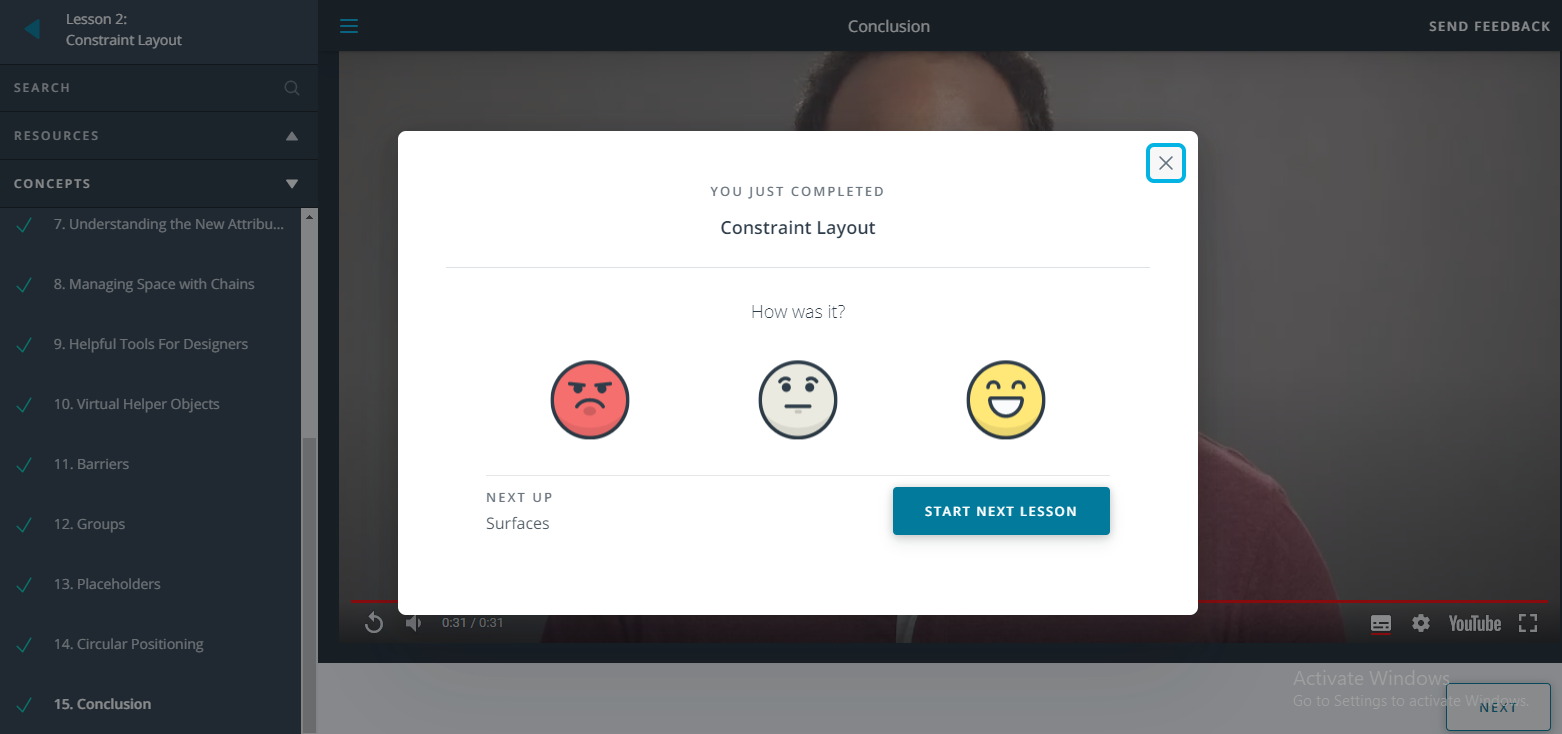 Lesson 2:
Constraint Layout
SEARCH
RESOURCES
CONCEPTS
7. Understanding the New Attribu...
8. Managing Space with Chains
9. Helpful Tools For Designers
10. Virtual Helper Objects
11. Barriers
12. Groups
13. Placeholders
14. Circular Positioning
15. Conclusion
Conclusion
SEND FEEDBACK
YOU JUST COMPLETED
Constraint Layout
How was it?
NEXT UP
Surfaces
START NEXT LESSON
0:31 / 0:31
YouTube
Activate Windows
Go to Settings to activate Windows.
NEXT